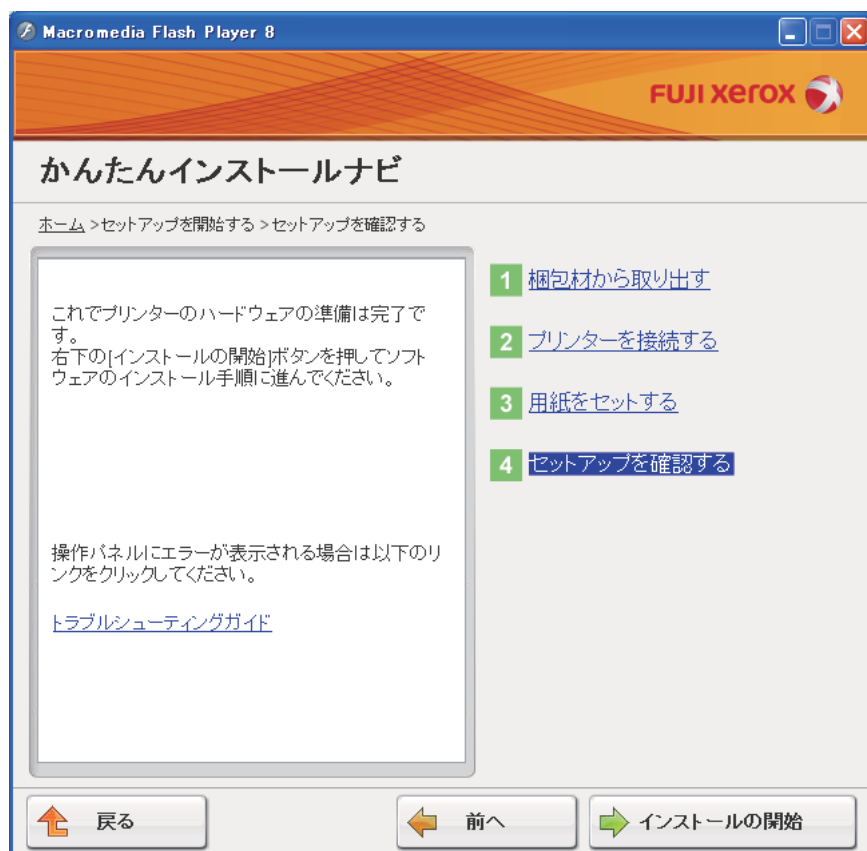 Macromedia Flash Player 8
FUJI xerox
かんたんインストールナビ
ホーム >セットアップを開始する >セットアップを確認する
これでプリンターのハードウェアの準備は完了で
す。
右下の[インストールの開始]ボタンを押してソフト
ウェアのインストール手順に進んでください。
操作パネルにエラーが表示される場合は以下のリ
ンクをクリックしてください。
トラブルシューティングガイド
1 梱包材から取り出す
2 プリンターを接続する
3 用紙をセットする
4 セットアップを確認する
戻る
前へ
インストールの開始